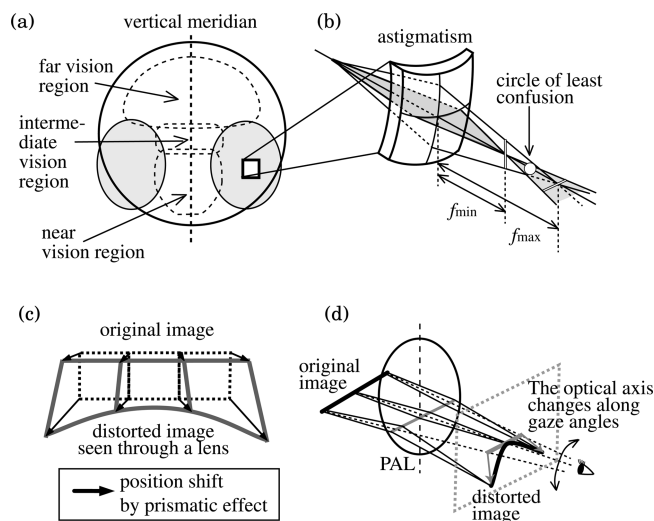 (a)
vertical meridian
far vision
region
interme-
diate
vision
region
near
vision region
(b)
astigmatism
circle of least
confusion
fmin
fmax
(c)
original image
distorted image
seen through a lens
position shift
by prismatic effect
(d)
original
image
The optical axis
changes along
gaze angles
PAL
distorted
image